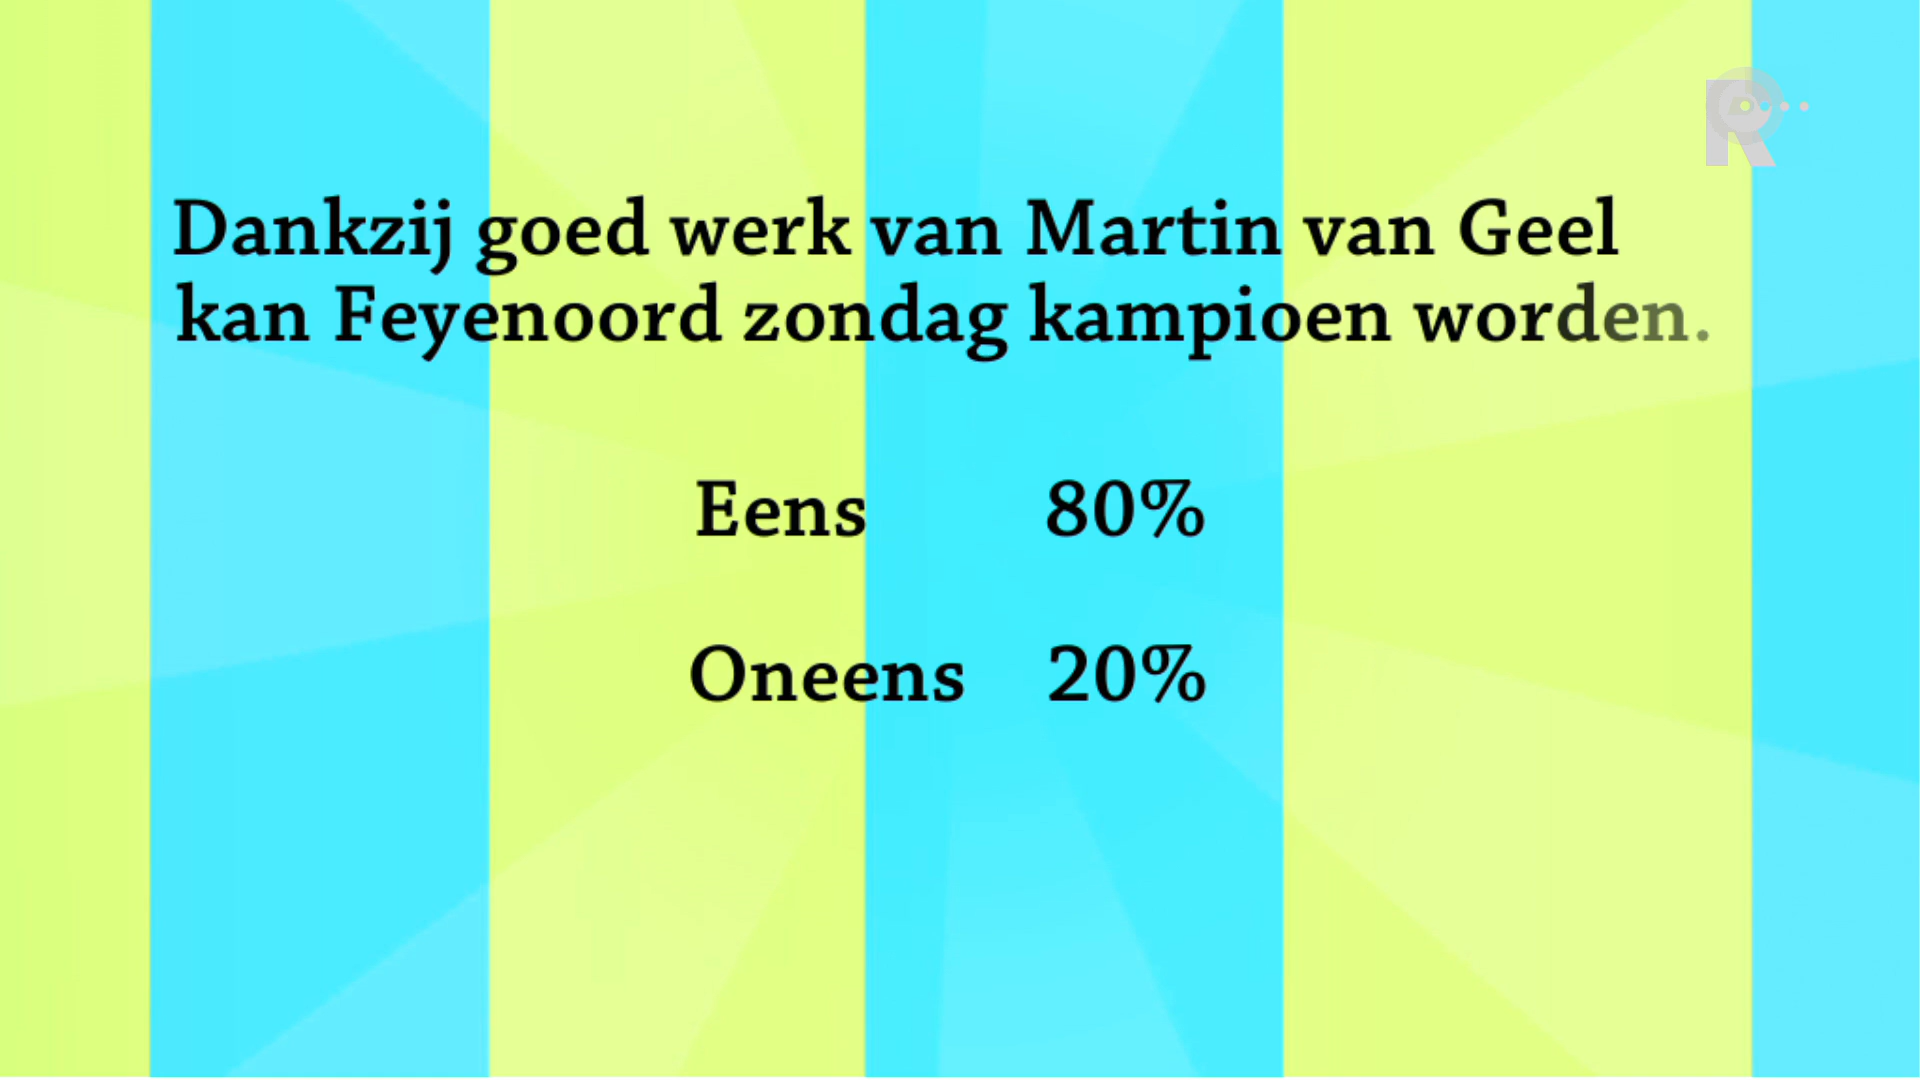 Dankzij goed werk van Martin van Geel
kan Feyenoord zondag kampioen worden.
Eens 80%
Oneens 20%
R